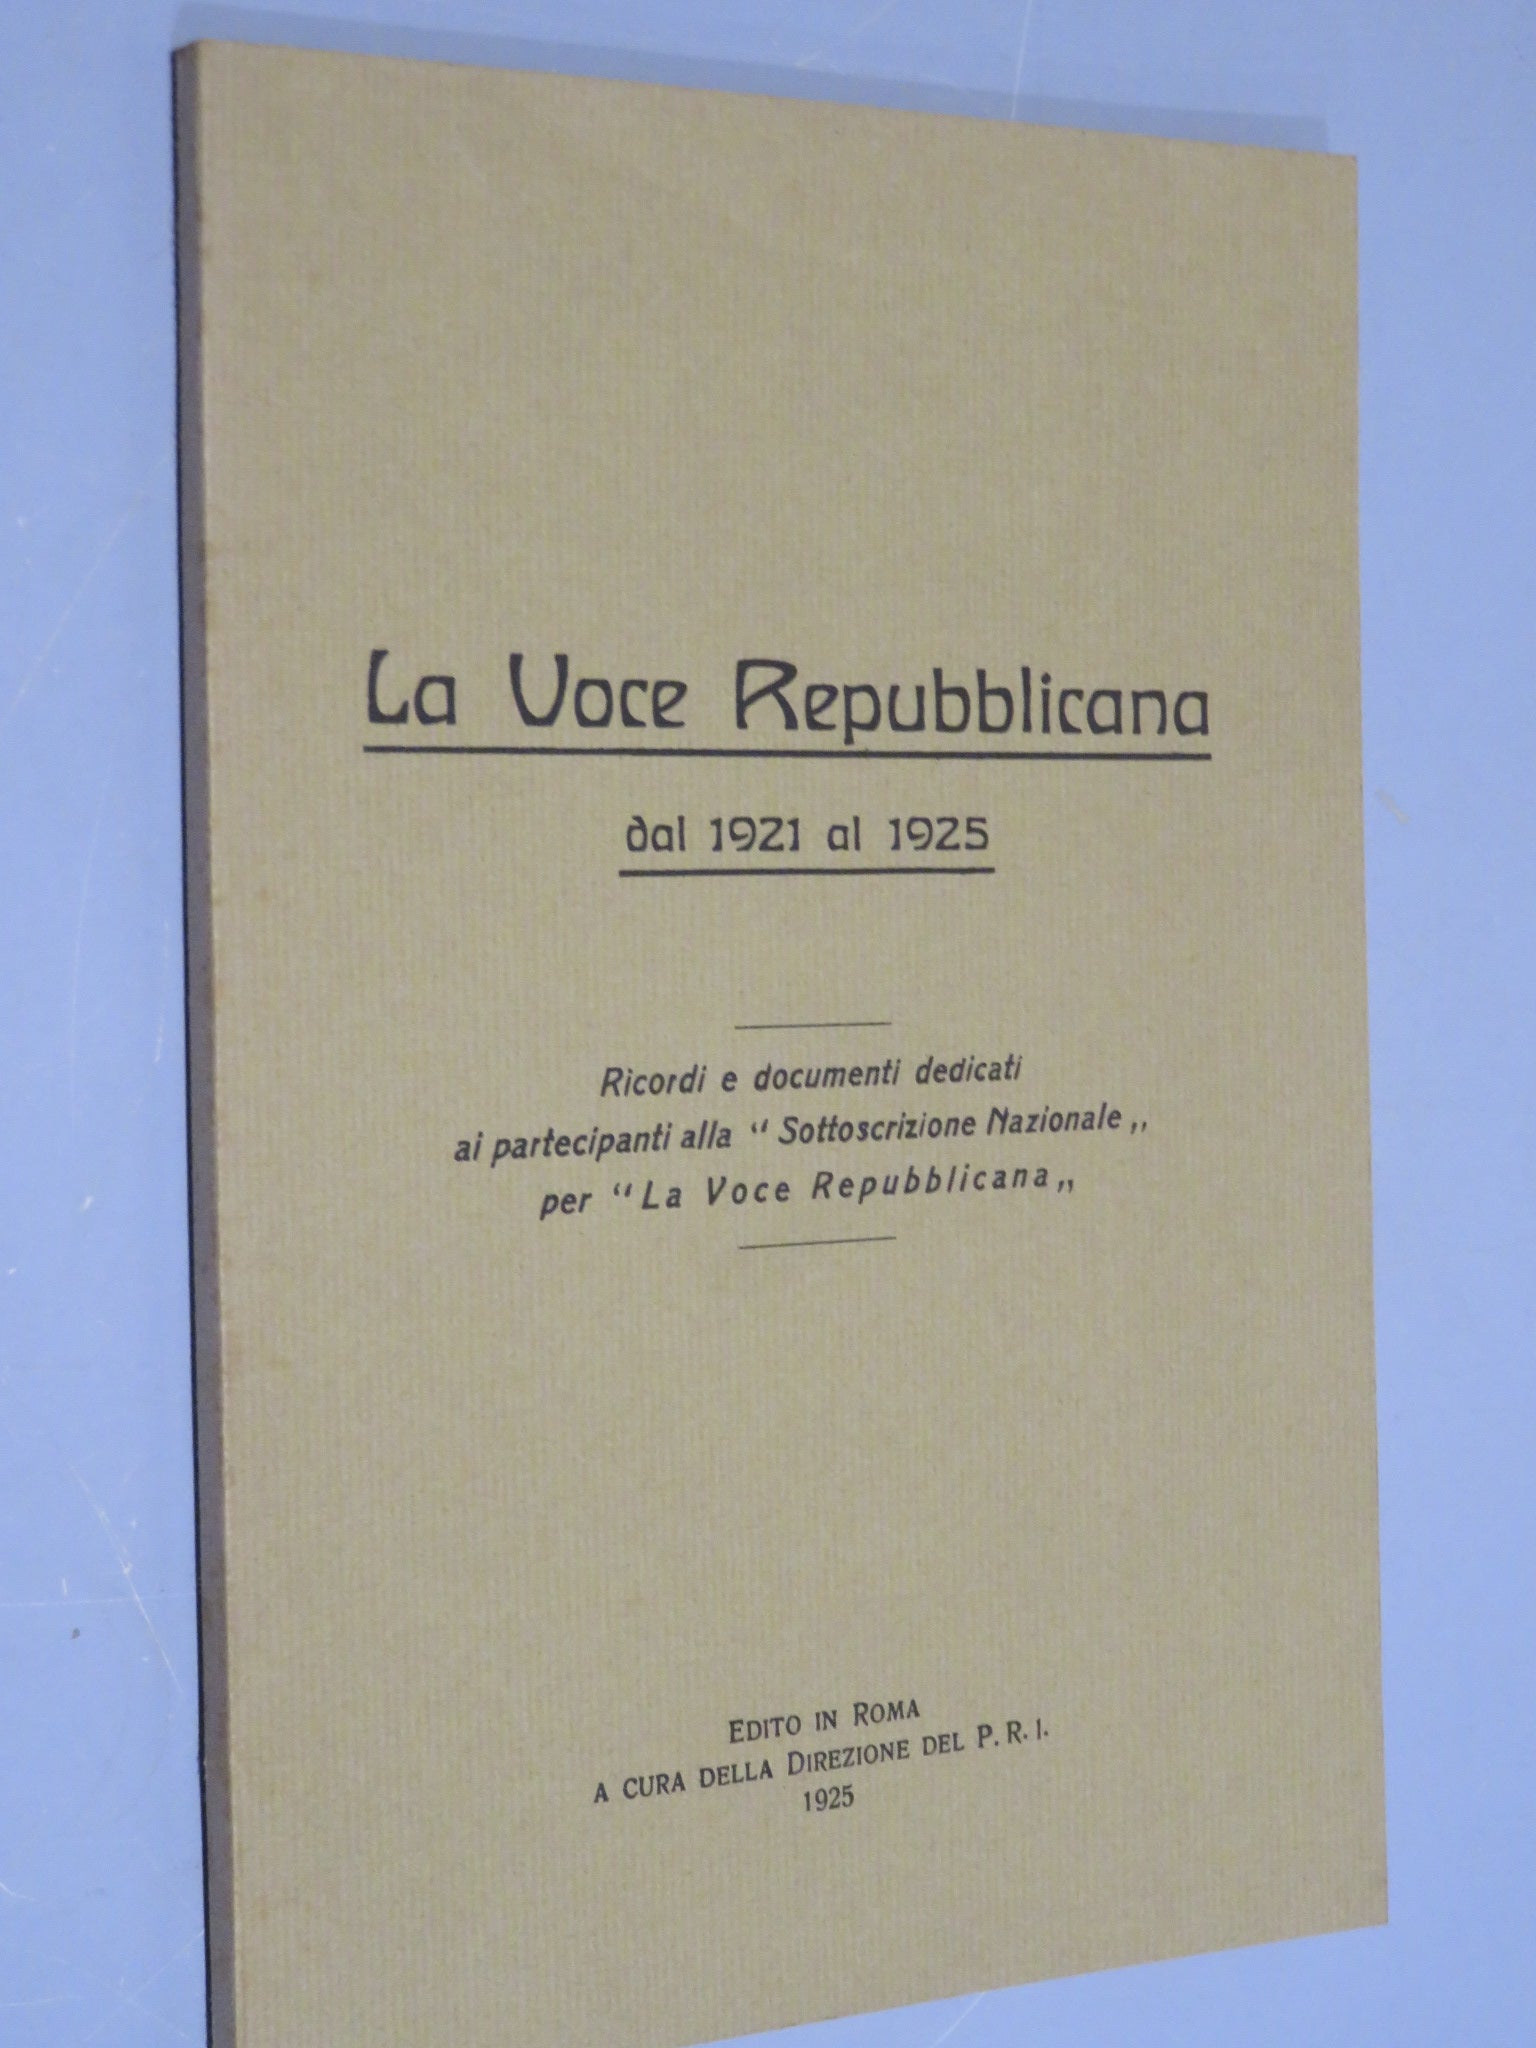 La Voce Repubblicana
dal 1921 al 1925
Ricordi e documenti dedicati
ai partecipanti alla “ Sottoscrizione Nazionale „
per “ La Voce Repubblicana „
EDITO IN ROMA
A CURA DELLA DIREZIONE DEL P. R. I.
1925